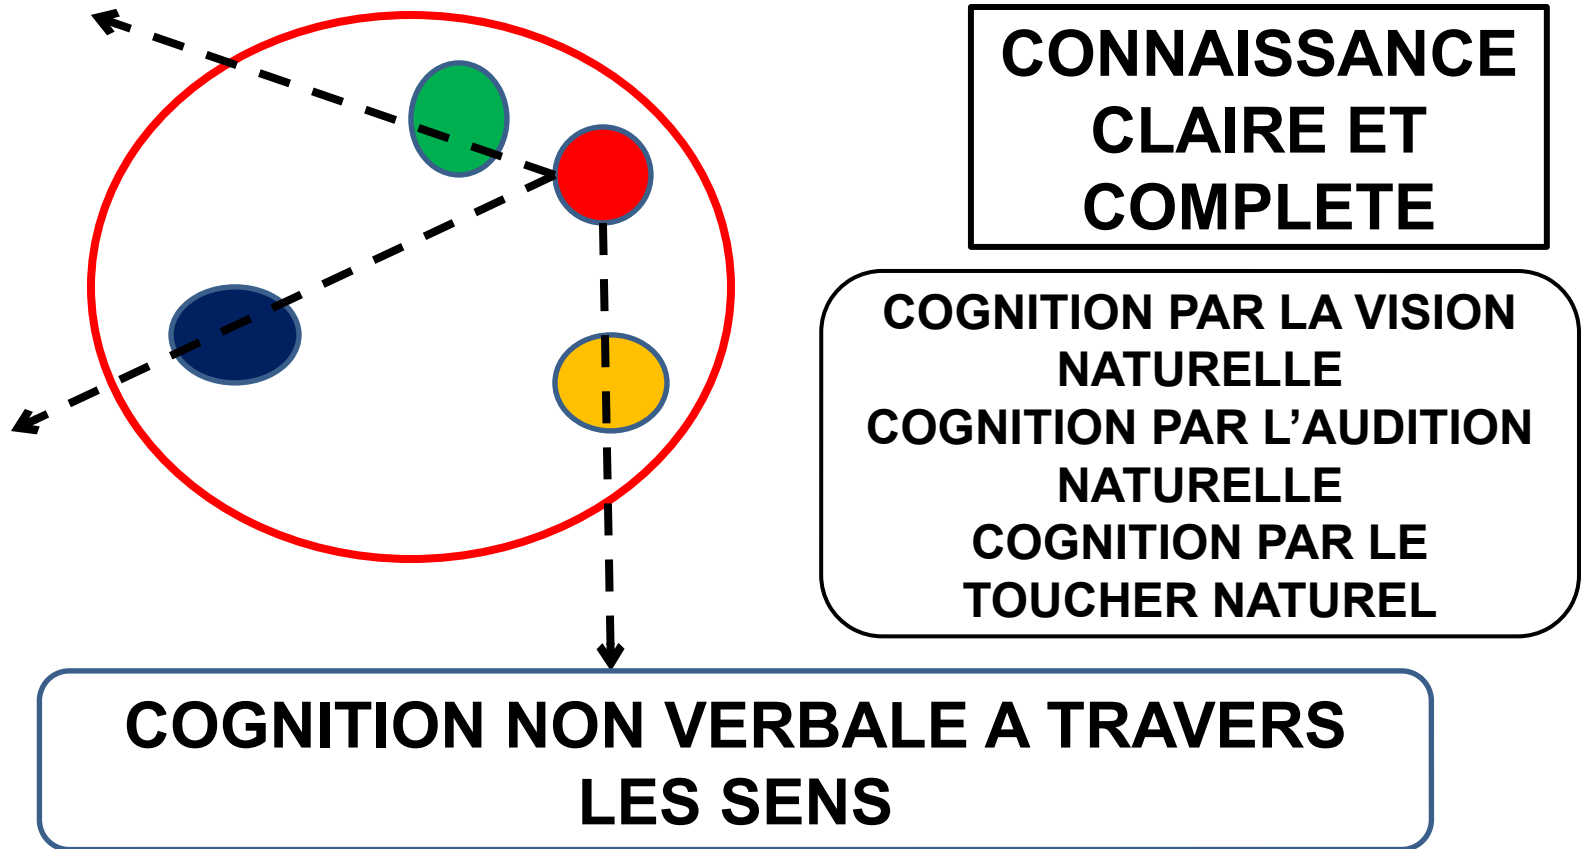 CONNAISSANCE
CLAIRE ET
COMPLETE
COGNITION PAR LA VISION
NATURELLE
COGNITION PAR L’AUDITION
NATURELLE
COGNITION PAR LE
TOUCHER NATUREL
COGNITION NON VERBALE A TRAVERS
LES SENS